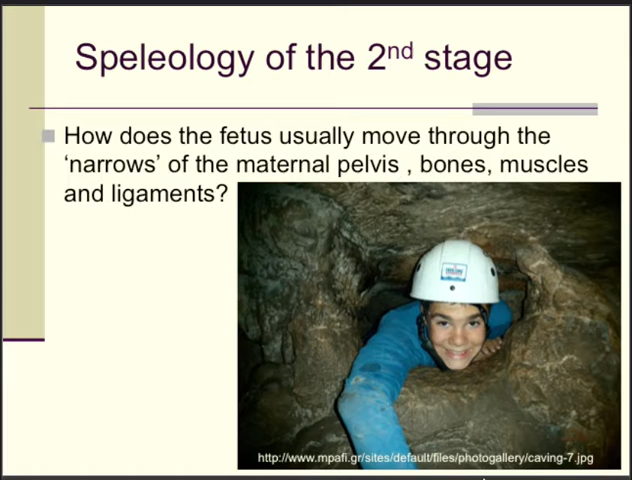 Speleology of the 2nd stage
How does the fetus usually move through the
‘narrows’ of the maternal pelvis , bones, muscles
and ligaments?
http://www.mpafi.gr/sites/default/files/photogallery/caving-7.jpg